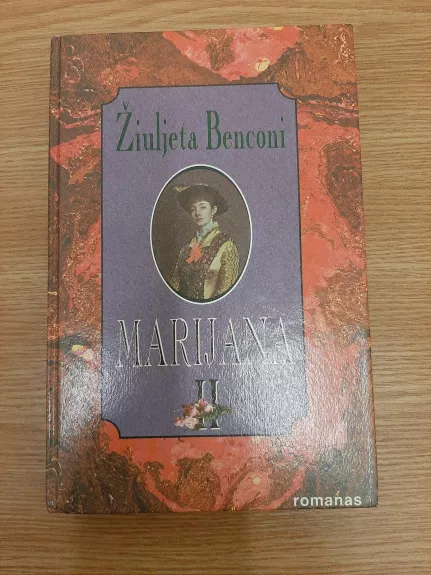 Žiuljeta Benconi
MARIJANA
II
romanas